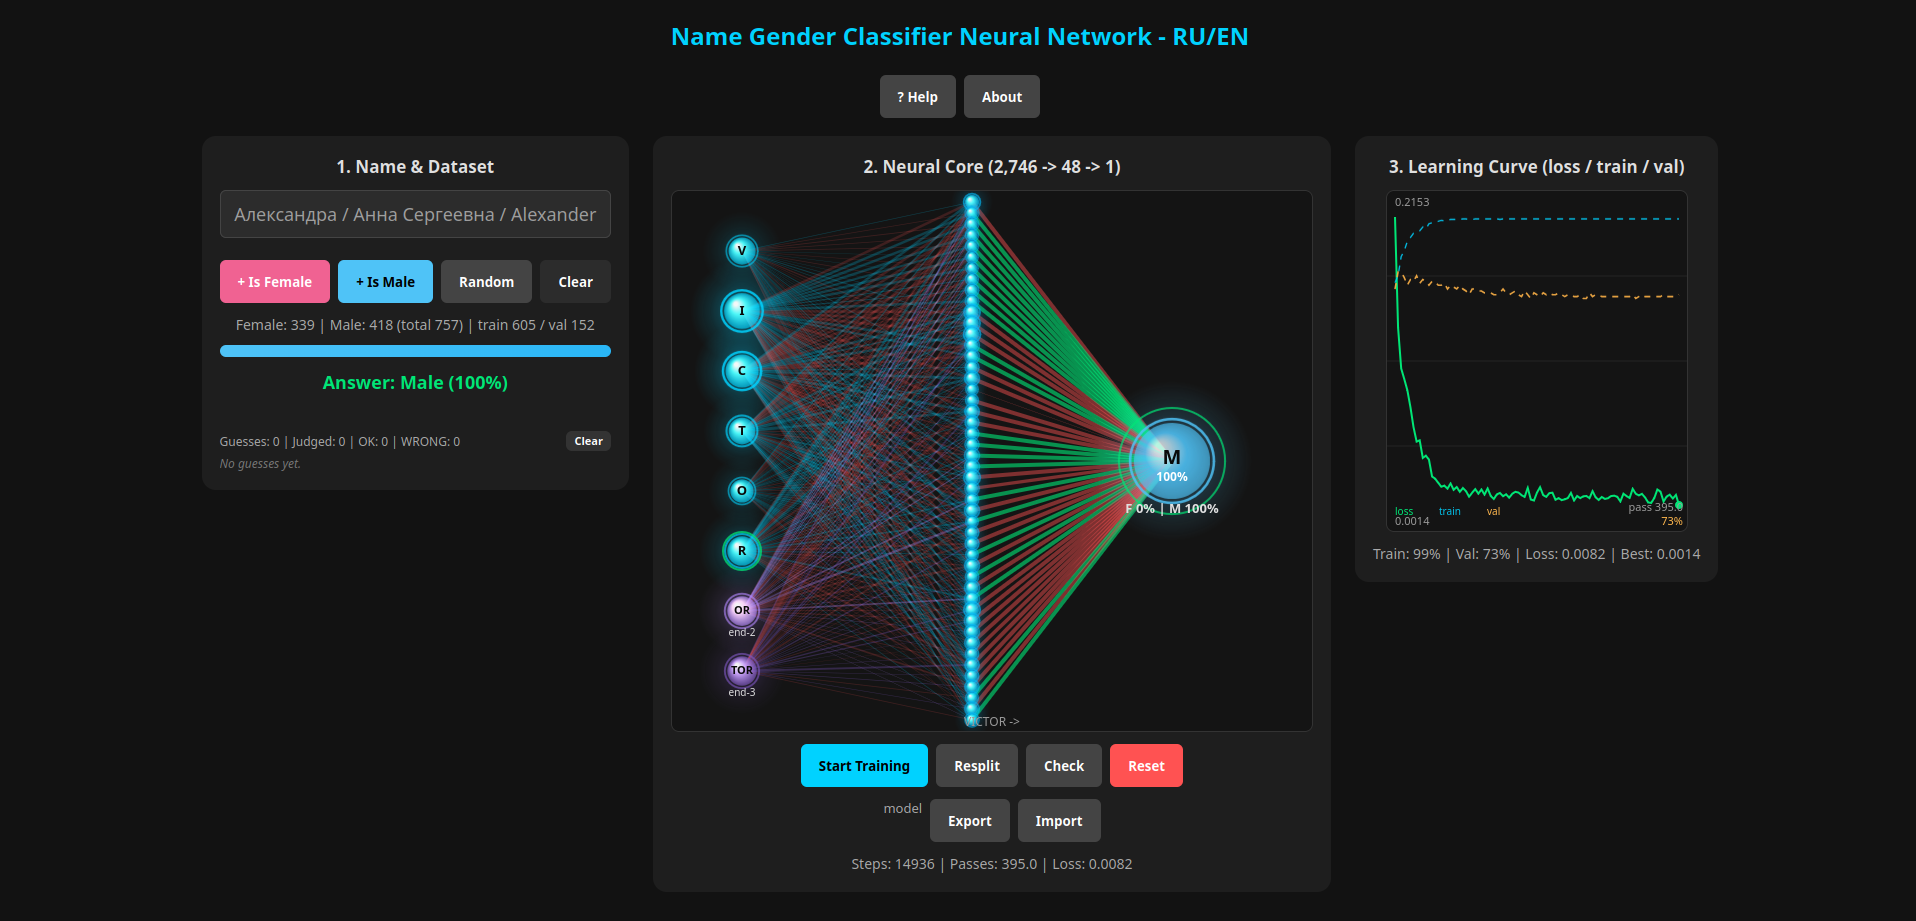 Name Gender Classifier Neural Network - RU/EN
? Help
About
1. Name & Dataset
Александра / Анна Сергеевна / Alexander
+ Is Female
+ Is Male
Random
Clear
Female: 339 | Male: 418 (total 757) | train 605 / val 152
Answer: Male (100%)
Guesses: 0 | Judged: 0 | OK: 0 | WRONG: 0
Clear
No guesses yet.
2. Neural Core (2,746 -> 48 -> 1)
V
I
C
T
O
R
OR
end-2
TOR
end-3
M
100%
F 0% | M 100%
VICTOR ->
Start Training
Resplit
Check
Reset
model
Export
Import
Steps: 14936 | Passes: 395.0 | Loss: 0.0082
3. Learning Curve (loss / train / val)
0.2153
loss
train
val
pass 395.0
0.0014
73%
Train: 99% | Val: 73% | Loss: 0.0082 | Best: 0.0014